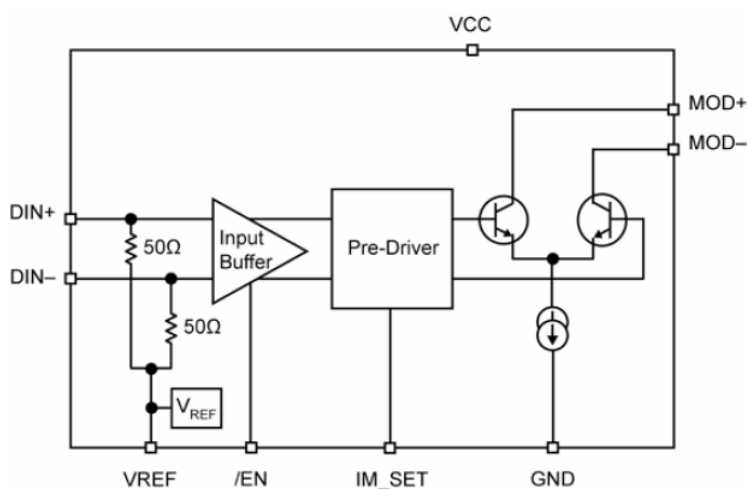 VCC
MOD+
MOD–
DIN+
50Ω
Input
Buffer
Pre-Driver
DIN–
50Ω
VREF
VREF
/EN
IM_SET
GND